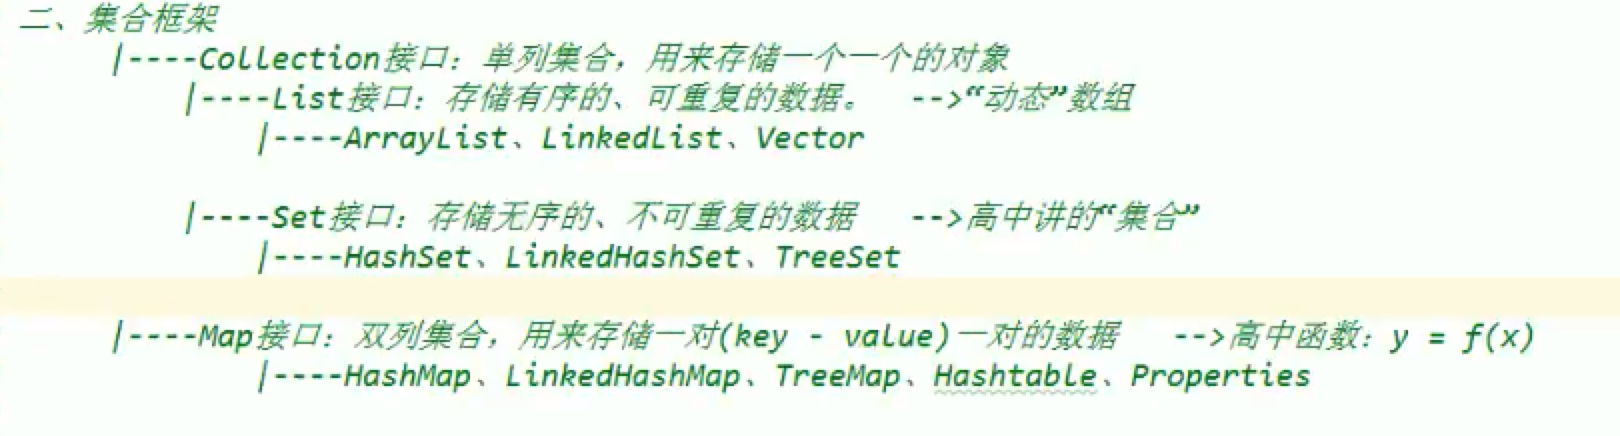 二、集合框架
|----Collection接口：单列集合，用来存储一个一个的对象
|----List接口：存储有序的、可重复的数据。 -->“动态”数组
|----ArrayList、LinkedList、Vector
|----Set接口：存储无序的、不可重复的数据 -->高中讲的“集合”
|----HashSet、LinkedHashSet、TreeSet
|----Map接口：双列集合，用来存储一对(key - value)一对的数据 -->高中函数：y = f(x)
|----HashMap、LinkedHashMap、TreeMap、Hashtable、Properties